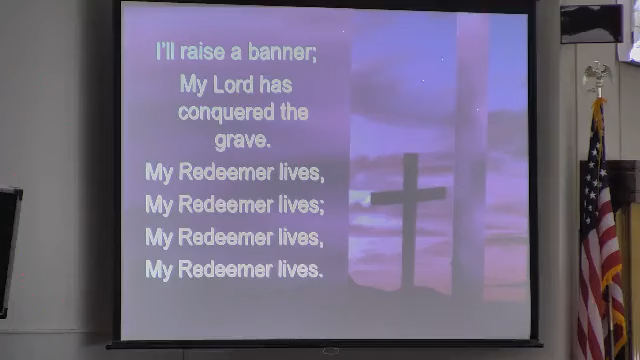 I'll raise a banner;
My Lord has
conquered the
grave.
My Redeemer lives,
My Redeemer lives;
My Redeemer lives,
My Redeemer lives.